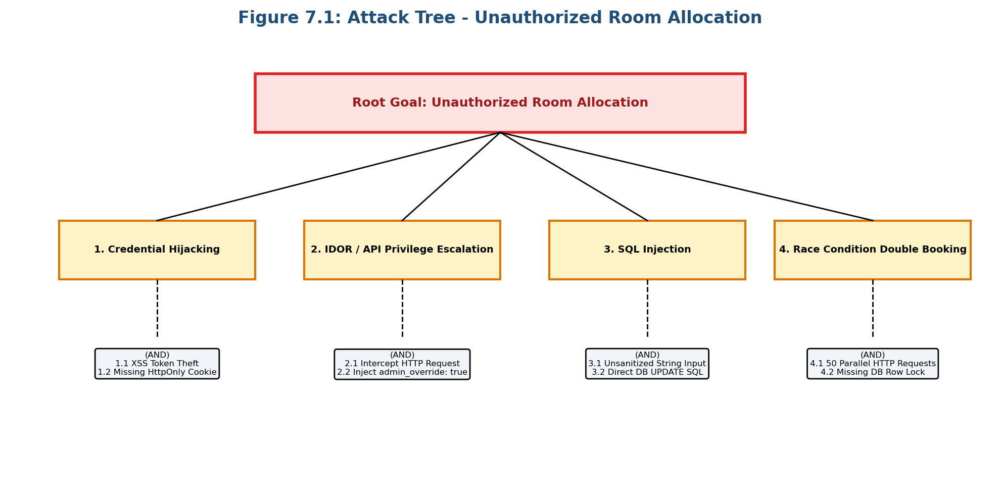 Figure 7.1: Attack Tree - Unauthorized Room Allocation
Root Goal: Unauthorized Room Allocation
1. Credential Hijacking
2. IDOR / API Privilege Escalation
3. SQL Injection
4. Race Condition Double Booking
(AND)
1.1 XSS Token Theft
1.2 Missing HttpOnly Cookie
(AND)
2.1 Intercept HTTP Request
2.2 Inject admin_override: true
(AND)
3.1 Unsanitized String Input
3.2 Direct DB UPDATE SQL
(AND)
4.1 50 Parallel HTTP Requests
4.2 Missing DB Row Lock